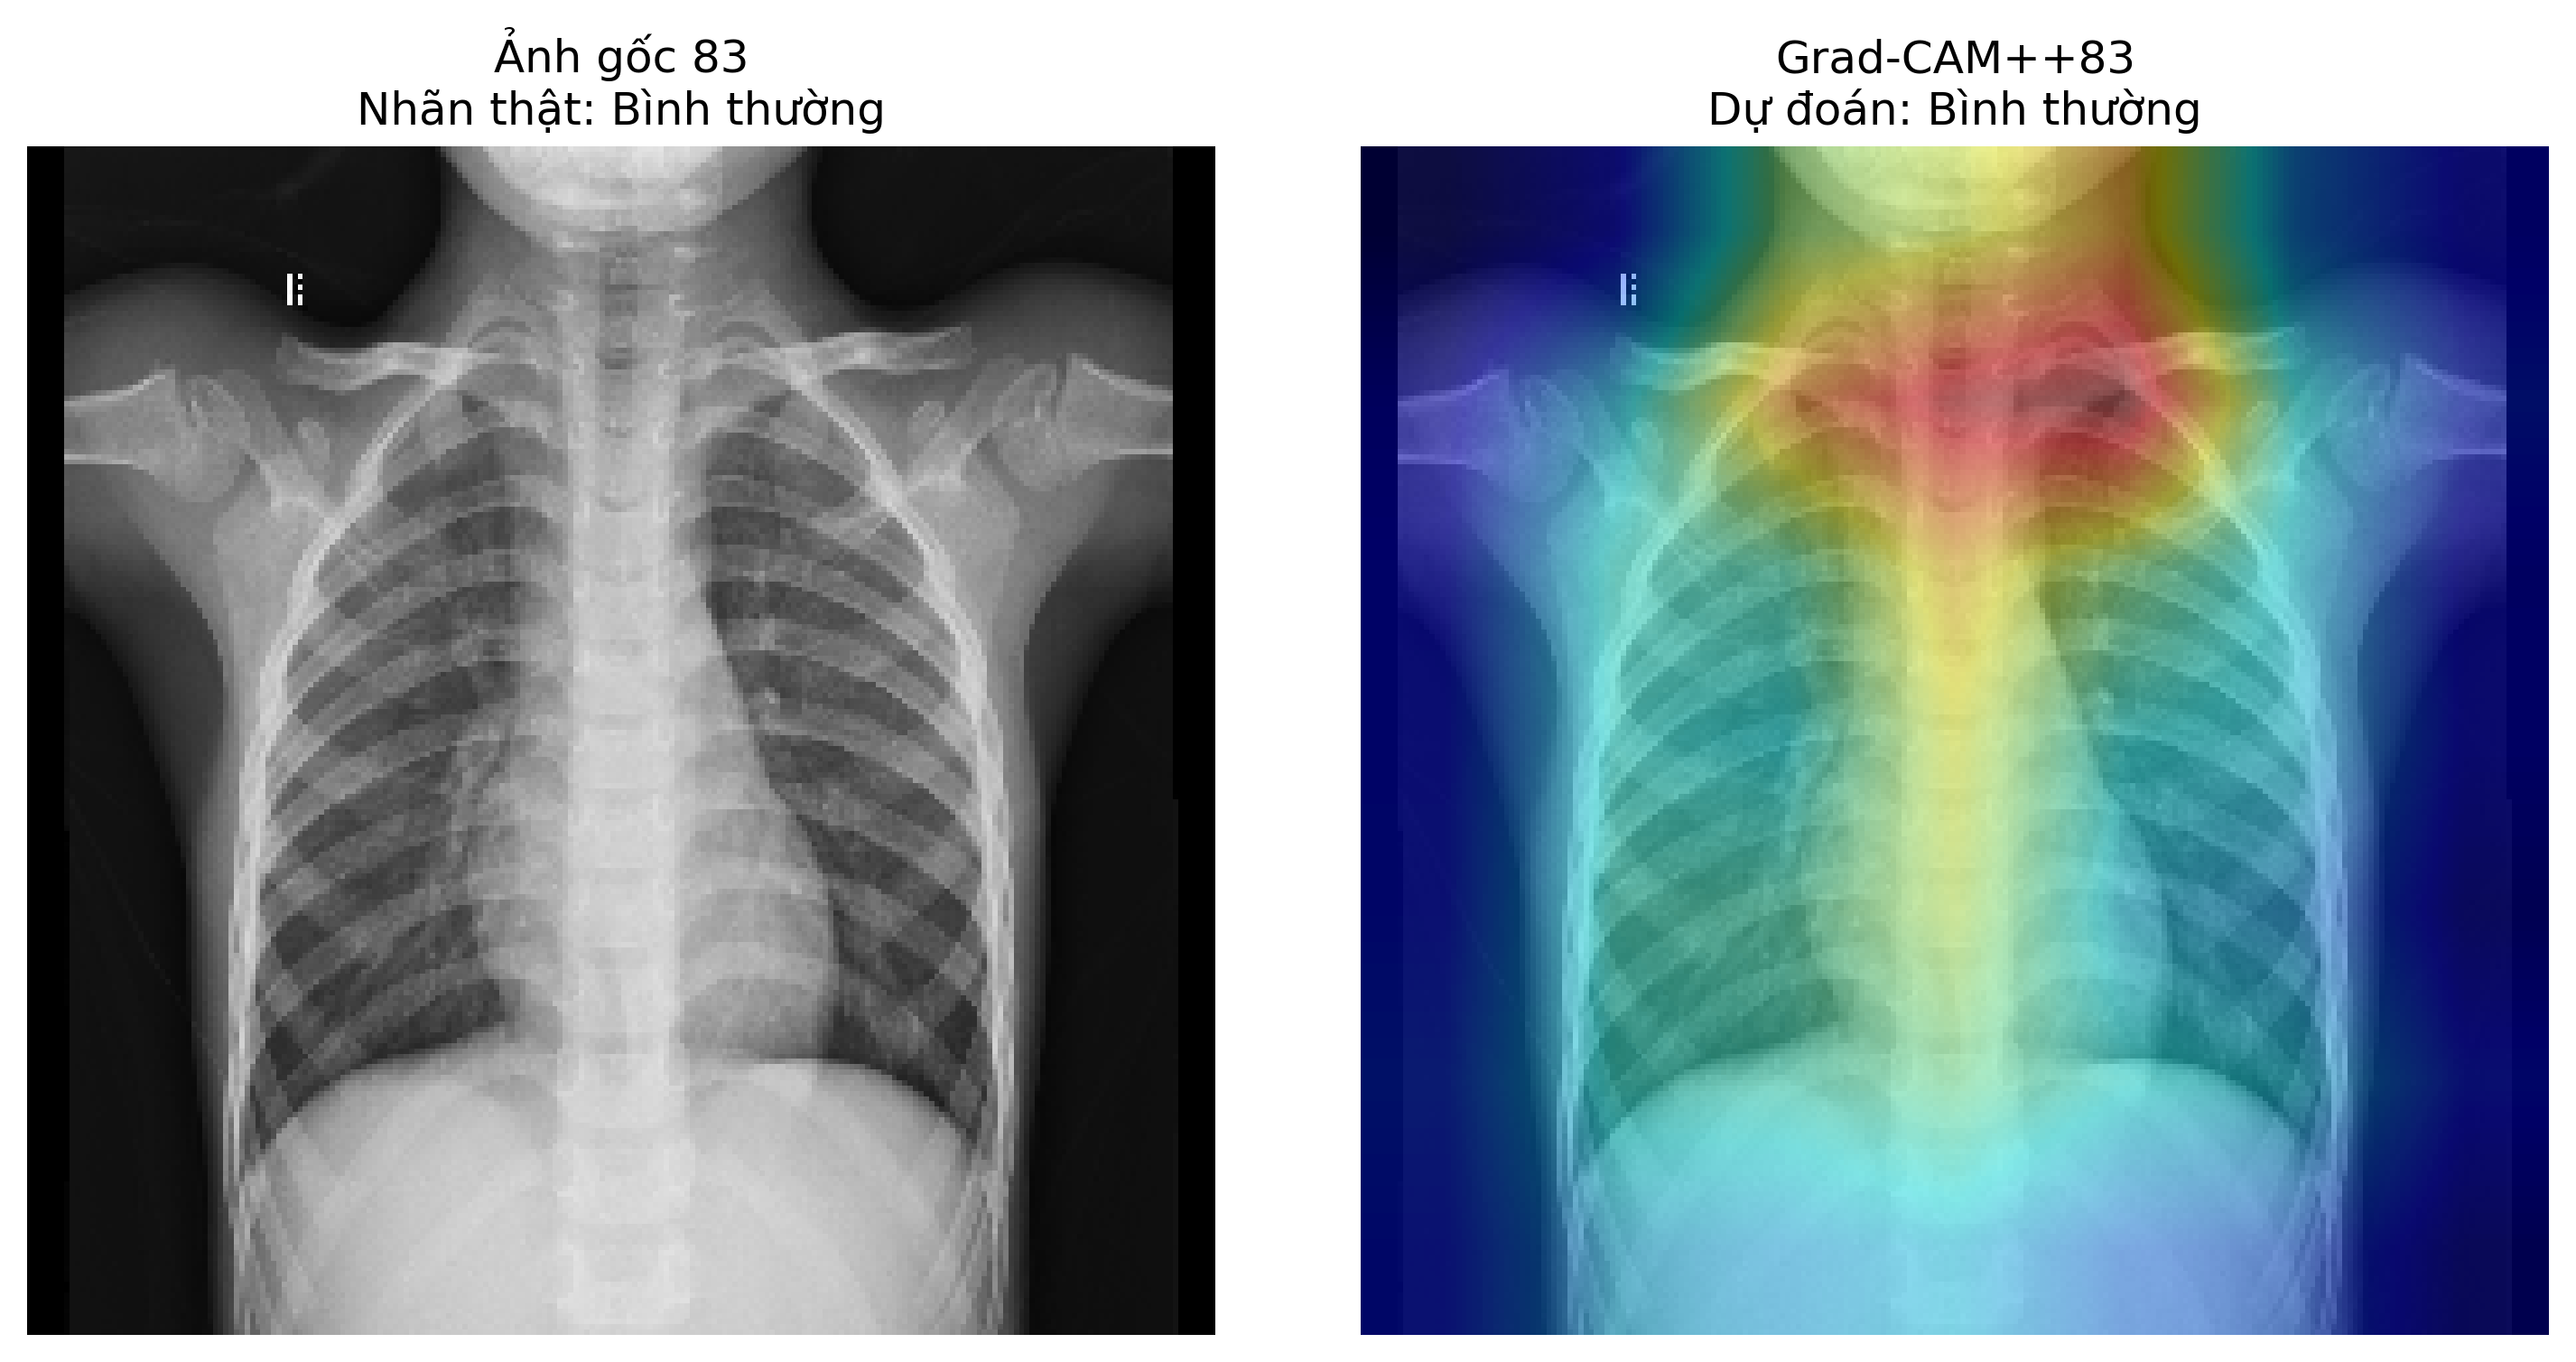 Ảnh gốc 83
Nhãn thật: Bình thường
Grad-CAM++83
Dự đoán: Bình thường